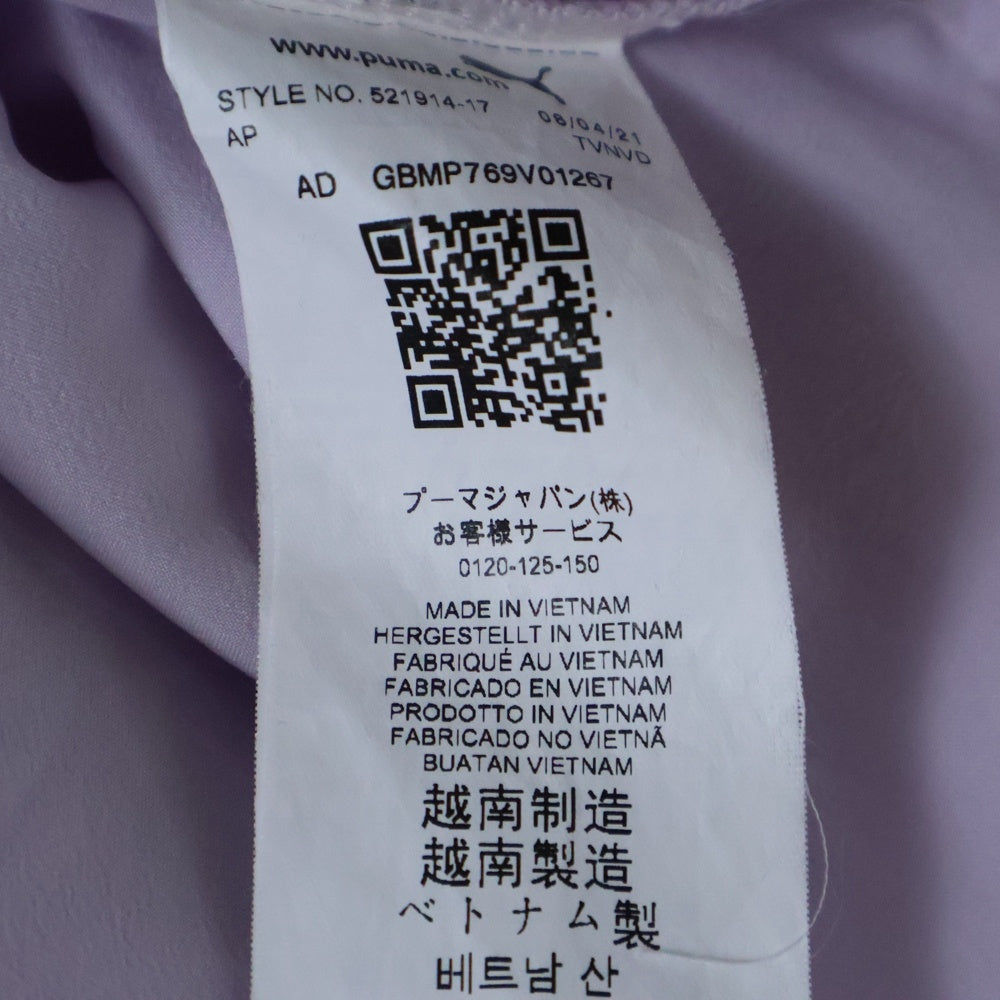 www.puma.com
STYLE NO. 521914-17
08/04/21
AP
TVNVD
AD GBMP769V01267
プーマジャパン(株)
お客様サービス
0120-125-150
MADE IN VIETNAM
HERGESTELLT IN VIETNAM
FABRIQUÉ AU VIETNAM
FABRICADO EN VIETNAM
PRODOTTO IN VIETNAM
FABRICADO NO VIETNÃ
BUATAN VIETNAM
越南制造
越南製造
ベトナム製
베트남 산